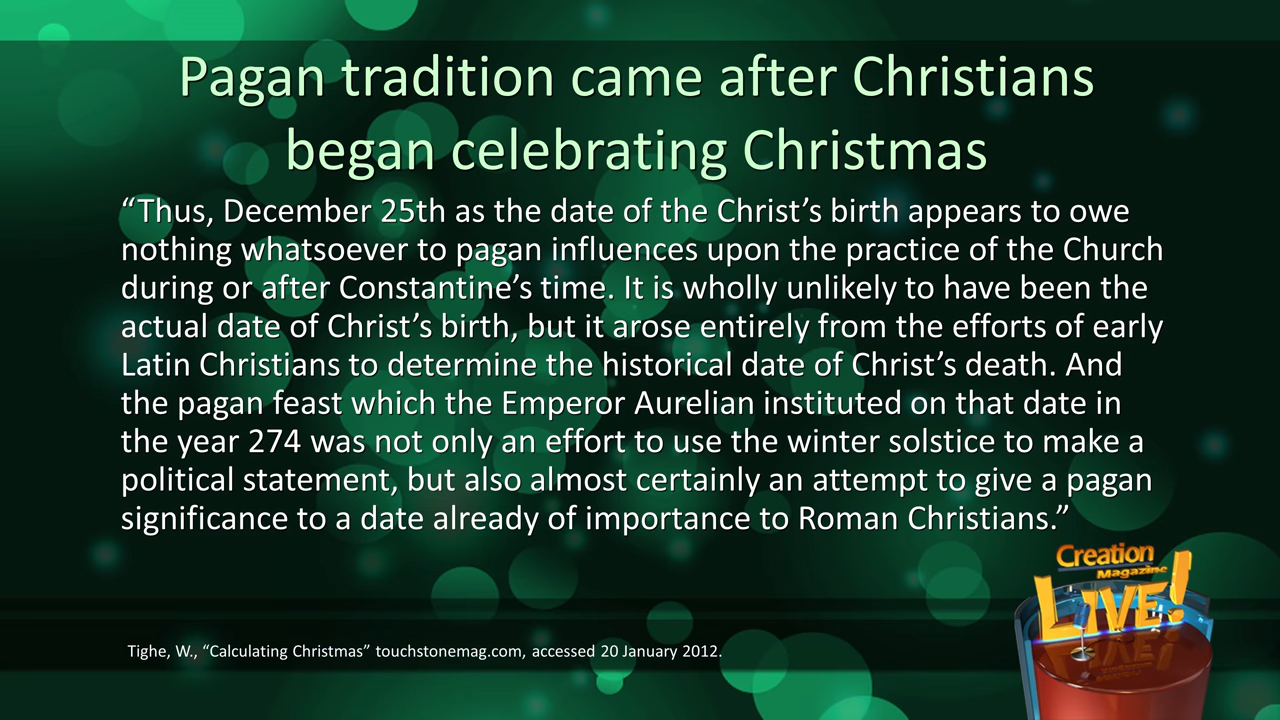 Pagan tradition came after Christians
began celebrating Christmas
“Thus, December 25th as the date of the Christ’s birth appears to owe
nothing whatsoever to pagan influences upon the practice of the Church
during or after Constantine’s time. It is wholly unlikely to have been the
actual date of Christ’s birth, but it arose entirely from the efforts of early
Latin Christians to determine the historical date of Christ’s death. And
the pagan feast which the Emperor Aurelian instituted on that date in
the year 274 was not only an effort to use the winter solstice to make a
political statement, but also almost certainly an attempt to give a pagan
significance to a date already of importance to Roman Christians.”
Creation
Magazine
LIVE!
Tighe, W., “Calculating Christmas” touchstonemag.com, accessed 20 January 2012.